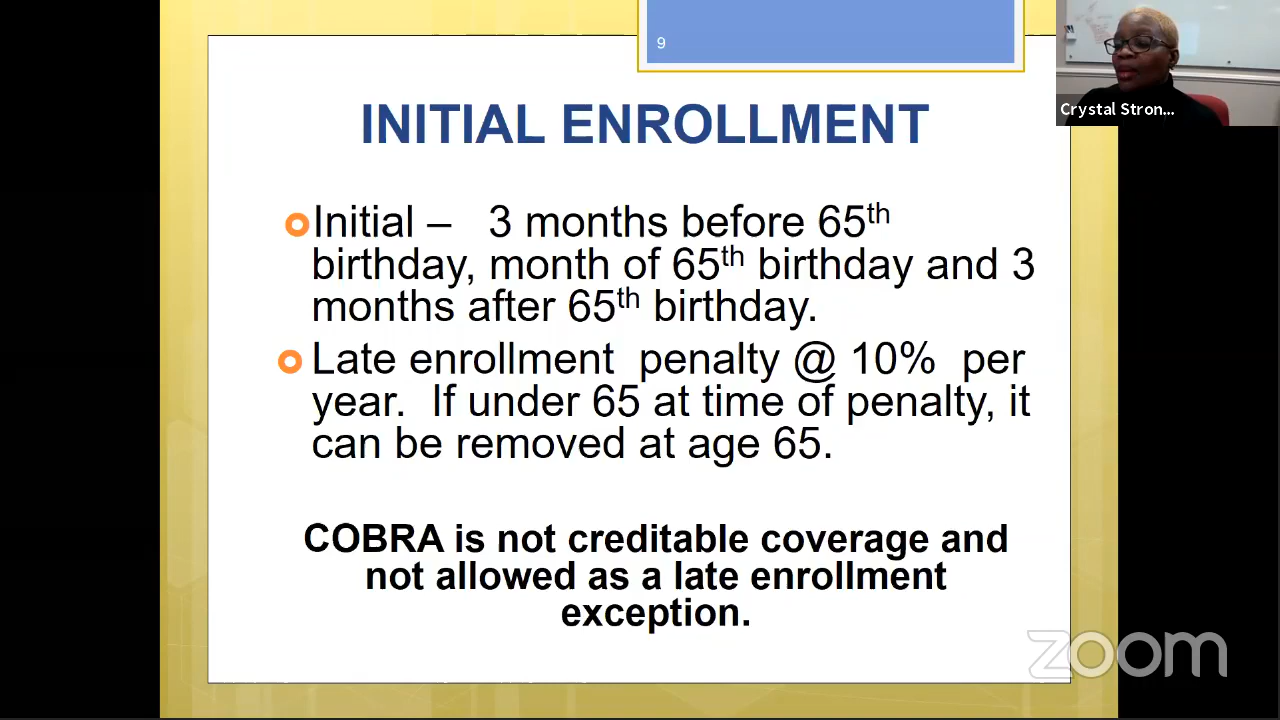 9
Crystal Stron...
INITIAL ENROLLMENT
Initial – 3 months before 65th
birthday, month of 65th birthday and 3
months after 65th birthday.
Late enrollment penalty @ 10% per
year. If under 65 at time of penalty, it
can be removed at age 65.
COBRA is not creditable coverage and
not allowed as a late enrollment
exception.
zoom